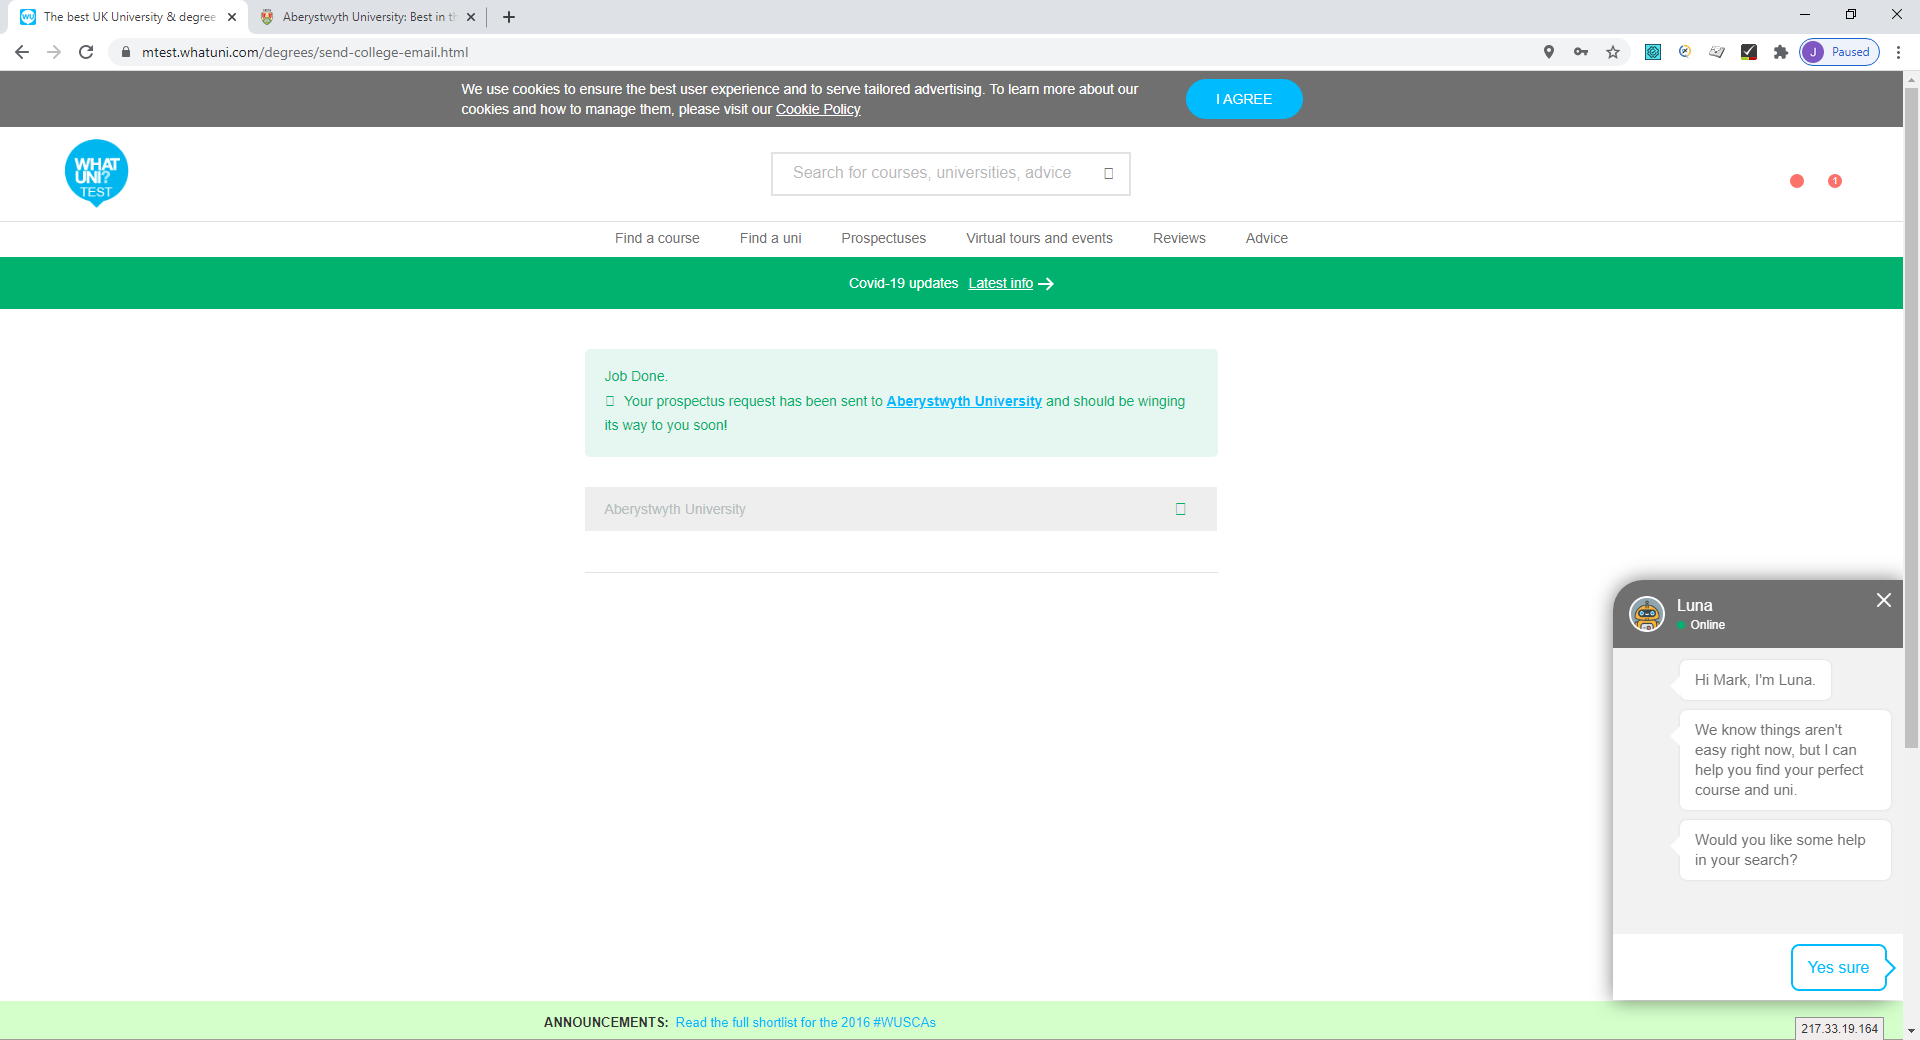 The best UK University & degree
Aberystwyth University: Best in th
mtest.whatuni.com/degrees/send-college-email.html
J Paused
We use cookies to ensure the best user experience and to serve tailored advertising. To learn more about our
cookies and how to manage them, please visit our Cookie Policy
I AGREE
WHAT
UNI?
TEST
Search for courses, universities, advice
1
Find a course
Find a uni
Prospectuses
Virtual tours and events
Reviews
Advice
Covid-19 updates Latest info
Job Done.
Your prospectus request has been sent to Aberystwyth University and should be winging
its way to you soon!
Aberystwyth University
Luna
Online
Hi Mark, I'm Luna.
We know things aren't
easy right now, but I can
help you find your perfect
course and uni.
Would you like some help
in your search?
Yes sure
ANNOUNCEMENTS: Read the full shortlist for the 2016 #WUSCAs
217.33.19.164